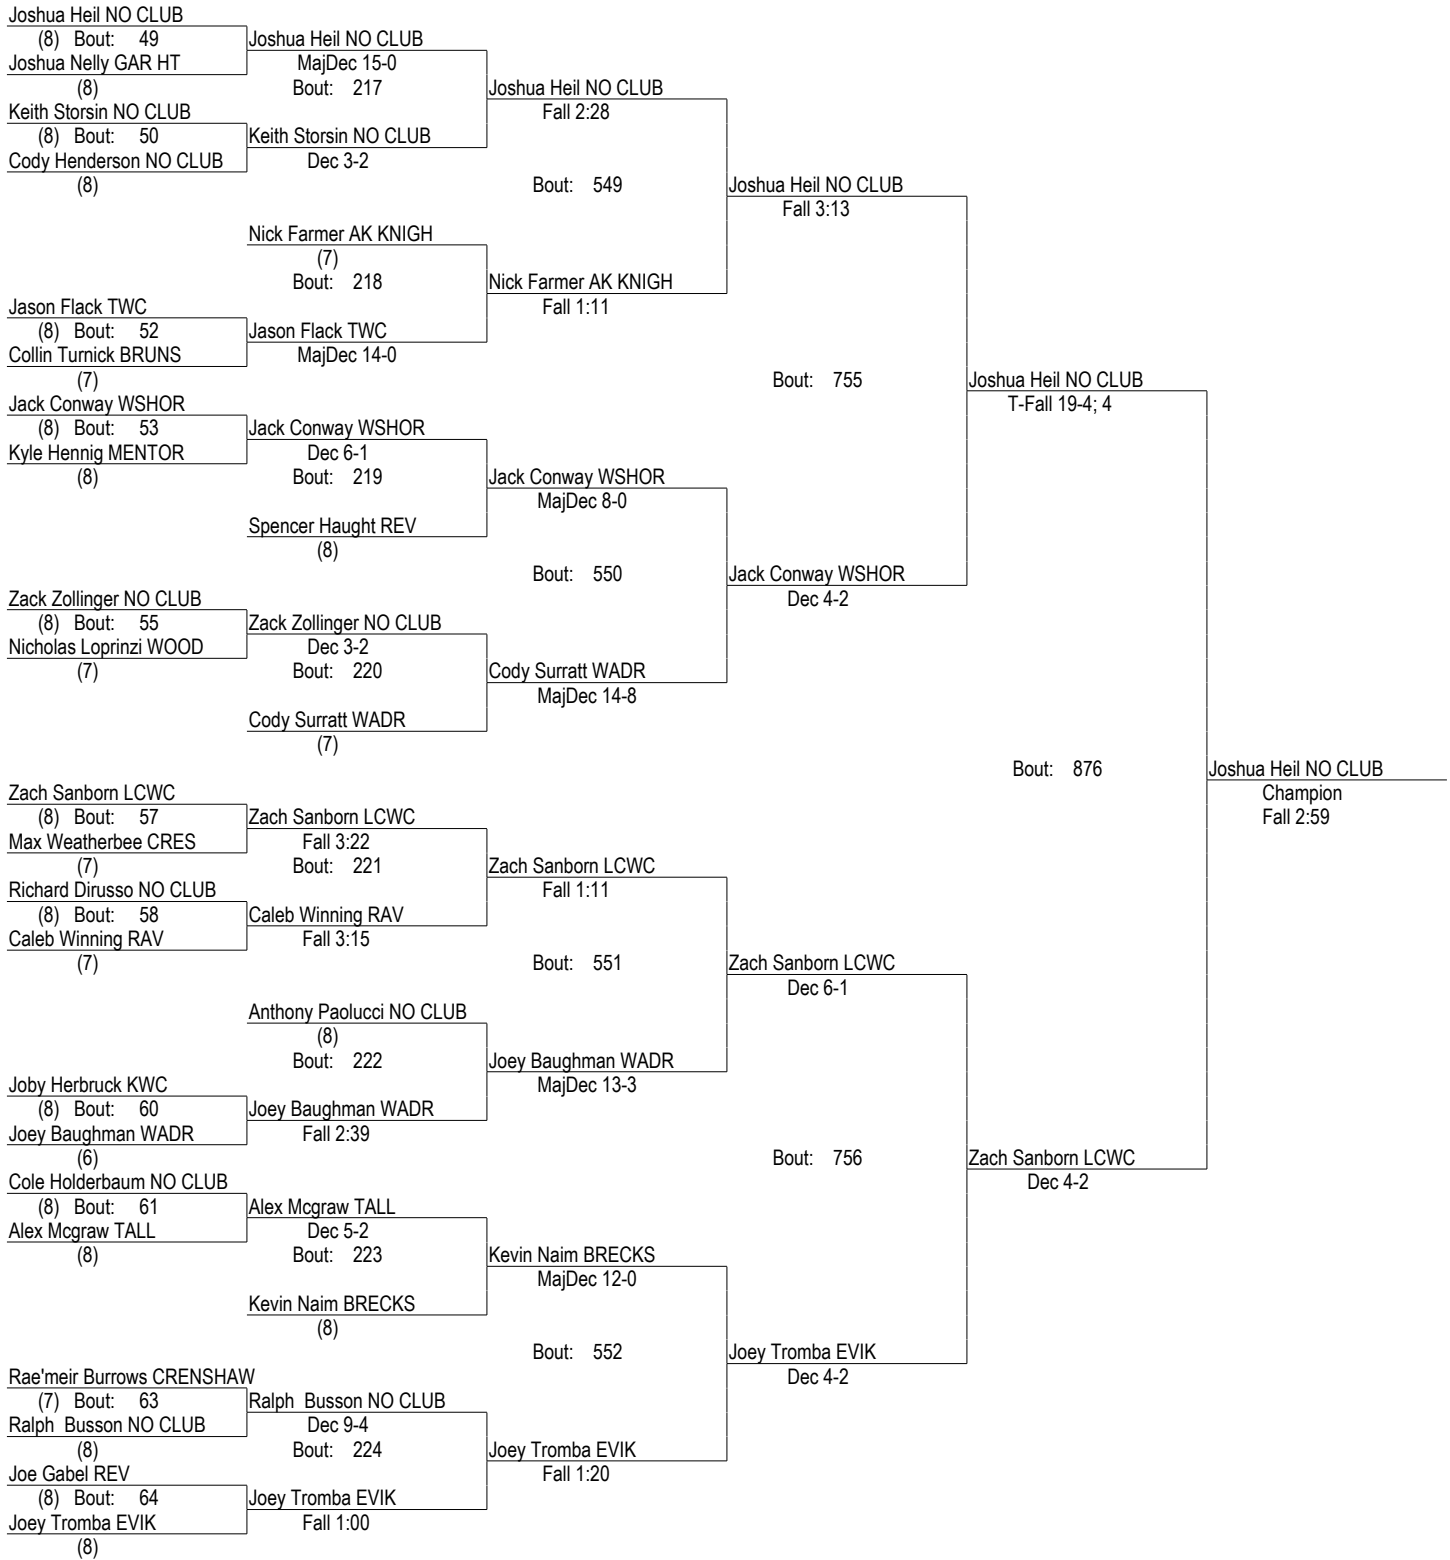 Joshua Heil NO CLUB
(8) Bout: 49
Joshua Heil NO CLUB
Joshua Nelly GAR HT
MajDec 15-0
(8)
Bout: 217
Joshua Heil NO CLUB
Keith Storsin NO CLUB
Fall 2:28
(8) Bout: 50
Keith Storsin NO CLUB
Cody Henderson NO CLUB
Dec 3-2
(8)
Bout: 549
Joshua Heil NO CLUB
Fall 3:13
Nick Farmer AK KNIGH
(7)
Bout: 218
Nick Farmer AK KNIGH
Jason Flack TWC
Fall 1:11
(8) Bout: 52
Jason Flack TWC
Collin Turnick BRUNS
MajDec 14-0
(7)
Bout: 755
Joshua Heil NO CLUB
Jack Conway WSHOR
T-Fall 19-4; 4
(8) Bout: 53
Jack Conway WSHOR
Kyle Hennig MENTOR
Dec 6-1
(8)
Bout: 219
Jack Conway WSHOR
MajDec 8-0
Spencer Haught REV
(8)
Bout: 550
Jack Conway WSHOR
Zack Zollinger NO CLUB
Dec 4-2
(8) Bout: 55
Zack Zollinger NO CLUB
Nicholas Loprinzi WOOD
Dec 3-2
(7)
Bout: 220
Cody Surratt WADR
MajDec 14-8
Cody Surratt WADR
(7)
Bout: 876
Joshua Heil NO CLUB
Zach Sanborn LCWC
Champion
(8) Bout: 57
Zach Sanborn LCWC
Fall 2:59
Max Weatherbee CRES
Fall 3:22
(7)
Bout: 221
Zach Sanborn LCWC
Richard Dirusso NO CLUB
Fall 1:11
(8) Bout: 58
Caleb Winning RAV
Caleb Winning RAV
Fall 3:15
(7)
Bout: 551
Zach Sanborn LCWC
Dec 6-1
Anthony Paolucci NO CLUB
(8)
Bout: 222
Joey Baughman WADR
Joby Herbruck KWC
MajDec 13-3
(8) Bout: 60
Joey Baughman WADR
Joey Baughman WADR
Fall 2:39
(6)
Bout: 756
Zach Sanborn LCWC
Cole Holderbaum NO CLUB
Dec 4-2
(8) Bout: 61
Alex Mcgraw TALL
Alex Mcgraw TALL
Dec 5-2
(8)
Bout: 223
Kevin Naim BRECKS
MajDec 12-0
Kevin Naim BRECKS
(8)
Bout: 552
Joey Tromba EVIK
Rae'meir Burrows CRENSHAW
Dec 4-2
(7) Bout: 63
Ralph Busson NO CLUB
Ralph Busson NO CLUB
Dec 9-4
(8)
Bout: 224
Joey Tromba EVIK
Joe Gabel REV
Fall 1:20
(8) Bout: 64
Joey Tromba EVIK
Joey Tromba EVIK
Fall 1:00
(8)